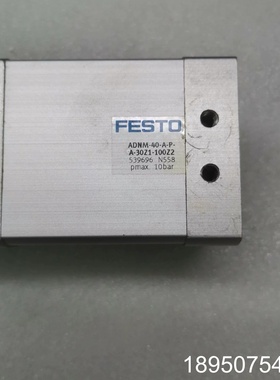 FESTO
ADNM-40-A-P-
A-30Z1-100Z2
539696 N558
pmax. 10bar
18950754